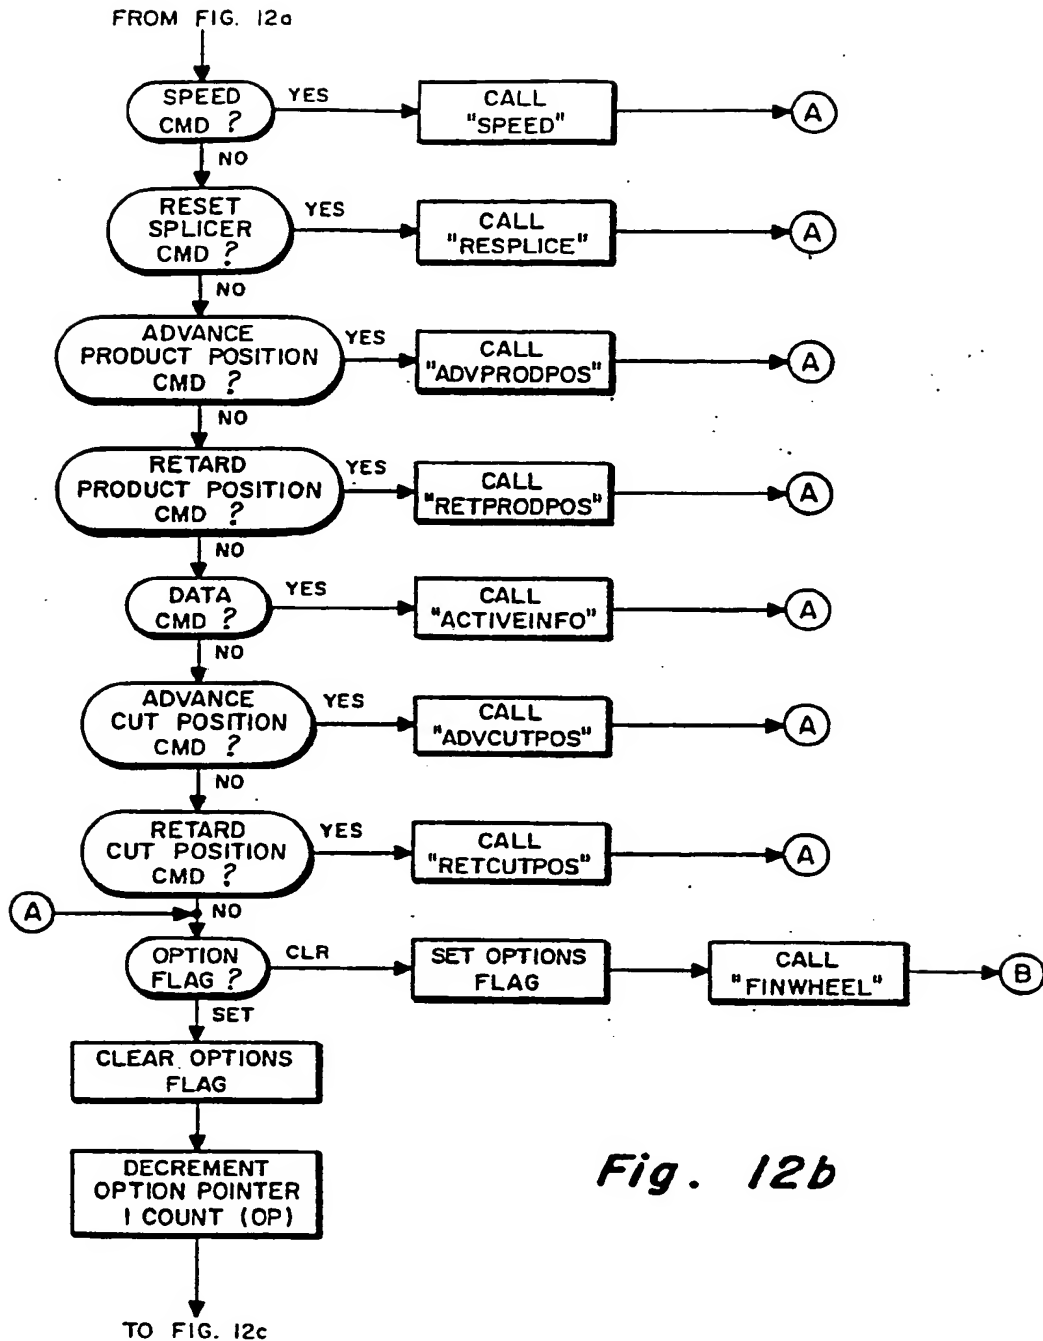 FROM FIG. 12a
SPEED
CMD ?
YES
CALL
"SPEED"
A
NO
RESET
SPLICER
CMD ?
YES
CALL
"RESPLICE"
A
NO
ADVANCE
PRODUCT POSITION
CMD ?
YES
CALL
"ADVPRODPOS"
A
NO
RETARD
PRODUCT POSITION
CMD ?
YES
CALL
"RETPRODPOS"
A
NO
DATA
CMD ?
YES
CALL
"ACTIVEINFO"
A
NO
ADVANCE
CUT POSITION
CMD ?
YES
CALL
"ADVCUTPOS"
A
NO
RETARD
CUT POSITION
CMD ?
YES
CALL
"RETCUTPOS"
A
A
NO
OPTION
FLAG ?
CLR
SET OPTIONS
FLAG
CALL
"FINWHEEL"
B
SET
CLEAR OPTIONS
FLAG
DECREMENT
OPTION POINTER
1 COUNT (OP)
Fig. 12b
TO FIG. 12c